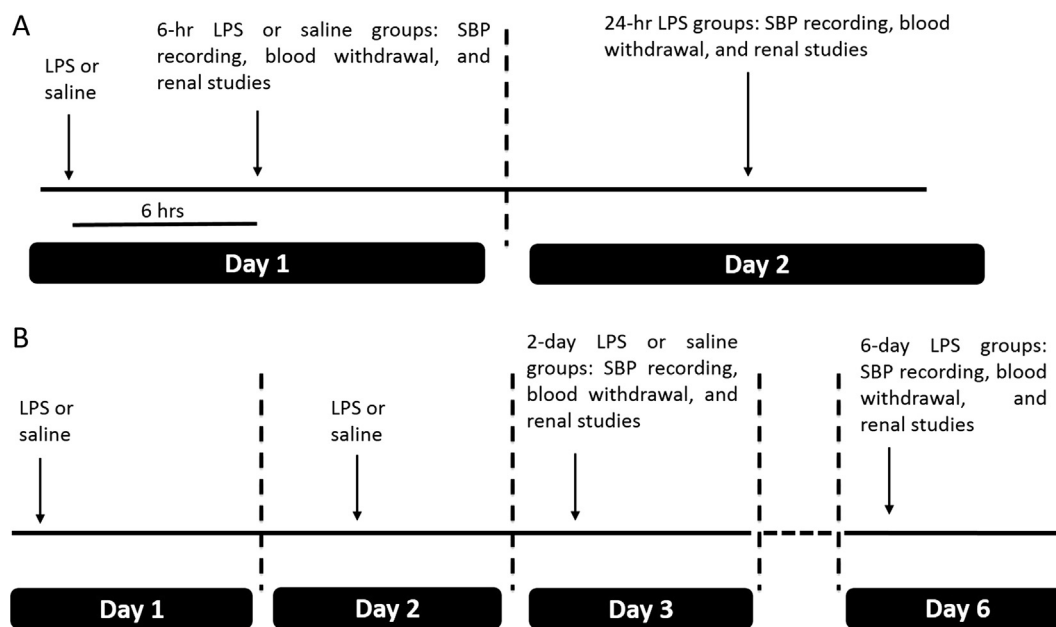 A
LPS or
saline
6-hr LPS or saline groups: SBP
recording, blood withdrawal, and
renal studies
24-hr LPS groups: SBP recording, blood
withdrawal, and renal studies
6 hrs
Day 1
Day 2
B
LPS or
saline
LPS or
saline
2-day LPS or saline
groups: SBP recording,
blood withdrawal, and
renal studies
6-day LPS groups:
SBP recording, blood
withdrawal, and
renal studies
Day 1
Day 2
Day 3
Day 6